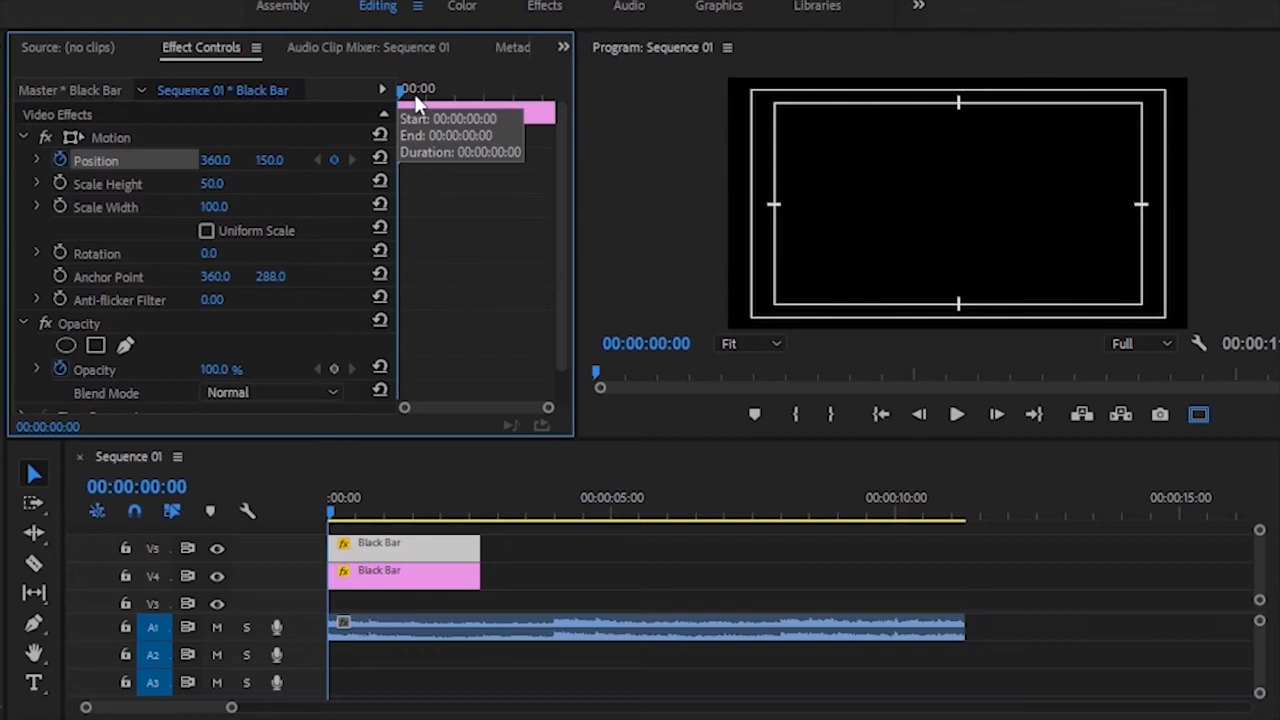 Assembly Editing Color Effects Audio Graphics Libraries
Source: (no clips) Effect Controls Audio Clip Mixer: Sequence 01 Metad
Program: Sequence 01
Master * Black Bar Sequence 01 * Black Bar
:00:00
Video Effects
Start: 00:00:00:00
End: 00:00:00:00
Duration: 00:00:00:00
fx Motion
Position 360.0 150.0
Scale Height 50.0
Scale Width 100.0
Uniform Scale
Rotation 0.0
Anchor Point 360.0 288.0
Anti-flicker Filter 0.00
fx Opacity
Opacity 100.0 %
Blend Mode Normal
00:00:00:00
00:00:00:00 Fit Full 00:00:1
Sequence 01
00:00:00:00
:00:00 00:00:05:00 00:00:10:00 00:00:15:00
V5 fx Black Bar
V4 fx Black Bar
V3
A1 M S fx
A2 M S
A3 M S